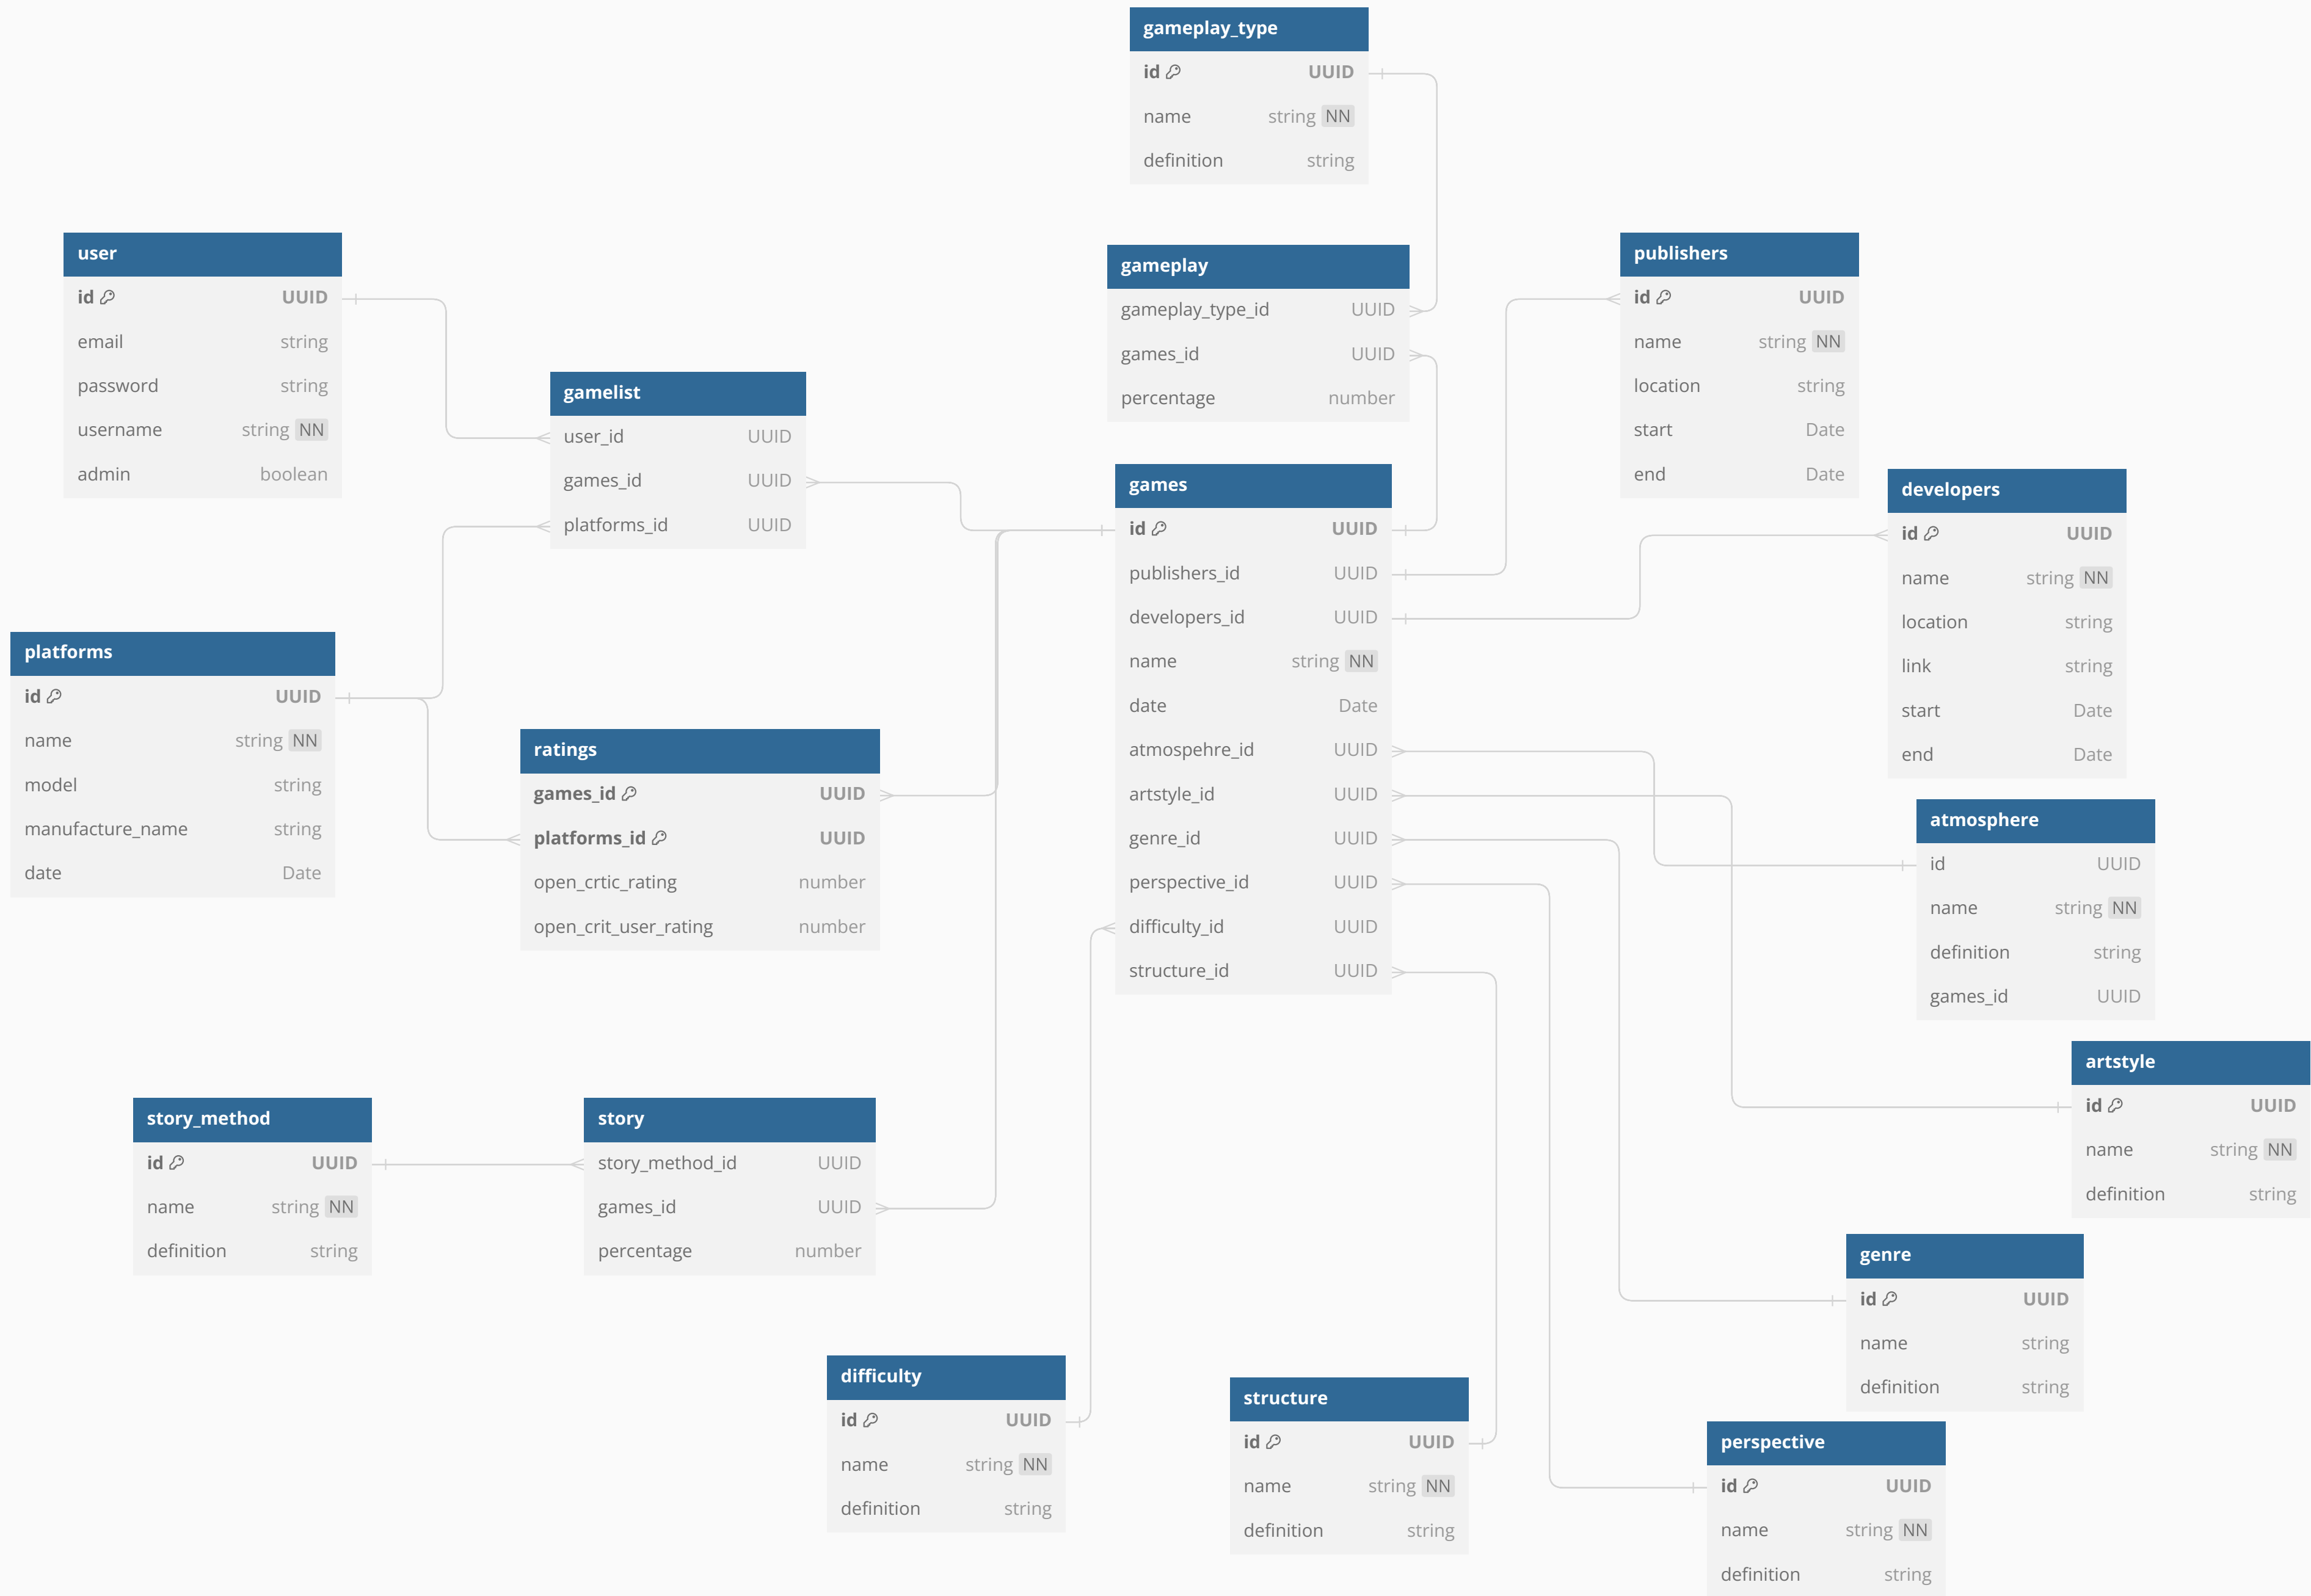 gameplay_type
id UUID
name string NN
definition string
user
id UUID
email string
password string
username string NN
admin boolean
gamelist
user_id UUID
games_id UUID
platforms_id UUID
gameplay
gameplay_type_id UUID
games_id UUID
percentage number
publishers
id UUID
name string NN
location string
start Date
end Date
games
id UUID
publishers_id UUID
developers_id UUID
name string NN
date Date
atmospehre_id UUID
artstyle_id UUID
genre_id UUID
perspective_id UUID
difficulty_id UUID
structure_id UUID
developers
id UUID
name string NN
location string
link string
start Date
end Date
platforms
id UUID
name string NN
model string
manufacture_name string
date Date
ratings
games_id UUID
platforms_id UUID
open_crtic_rating number
open_crit_user_rating number
atmosphere
id UUID
name string NN
definition string
games_id UUID
artstyle
id UUID
name string NN
definition string
story_method
id UUID
name string NN
definition string
story
story_method_id UUID
games_id UUID
percentage number
genre
id UUID
name string
definition string
difficulty
id UUID
name string NN
definition string
structure
id UUID
name string NN
definition string
perspective
id UUID
name string NN
definition string